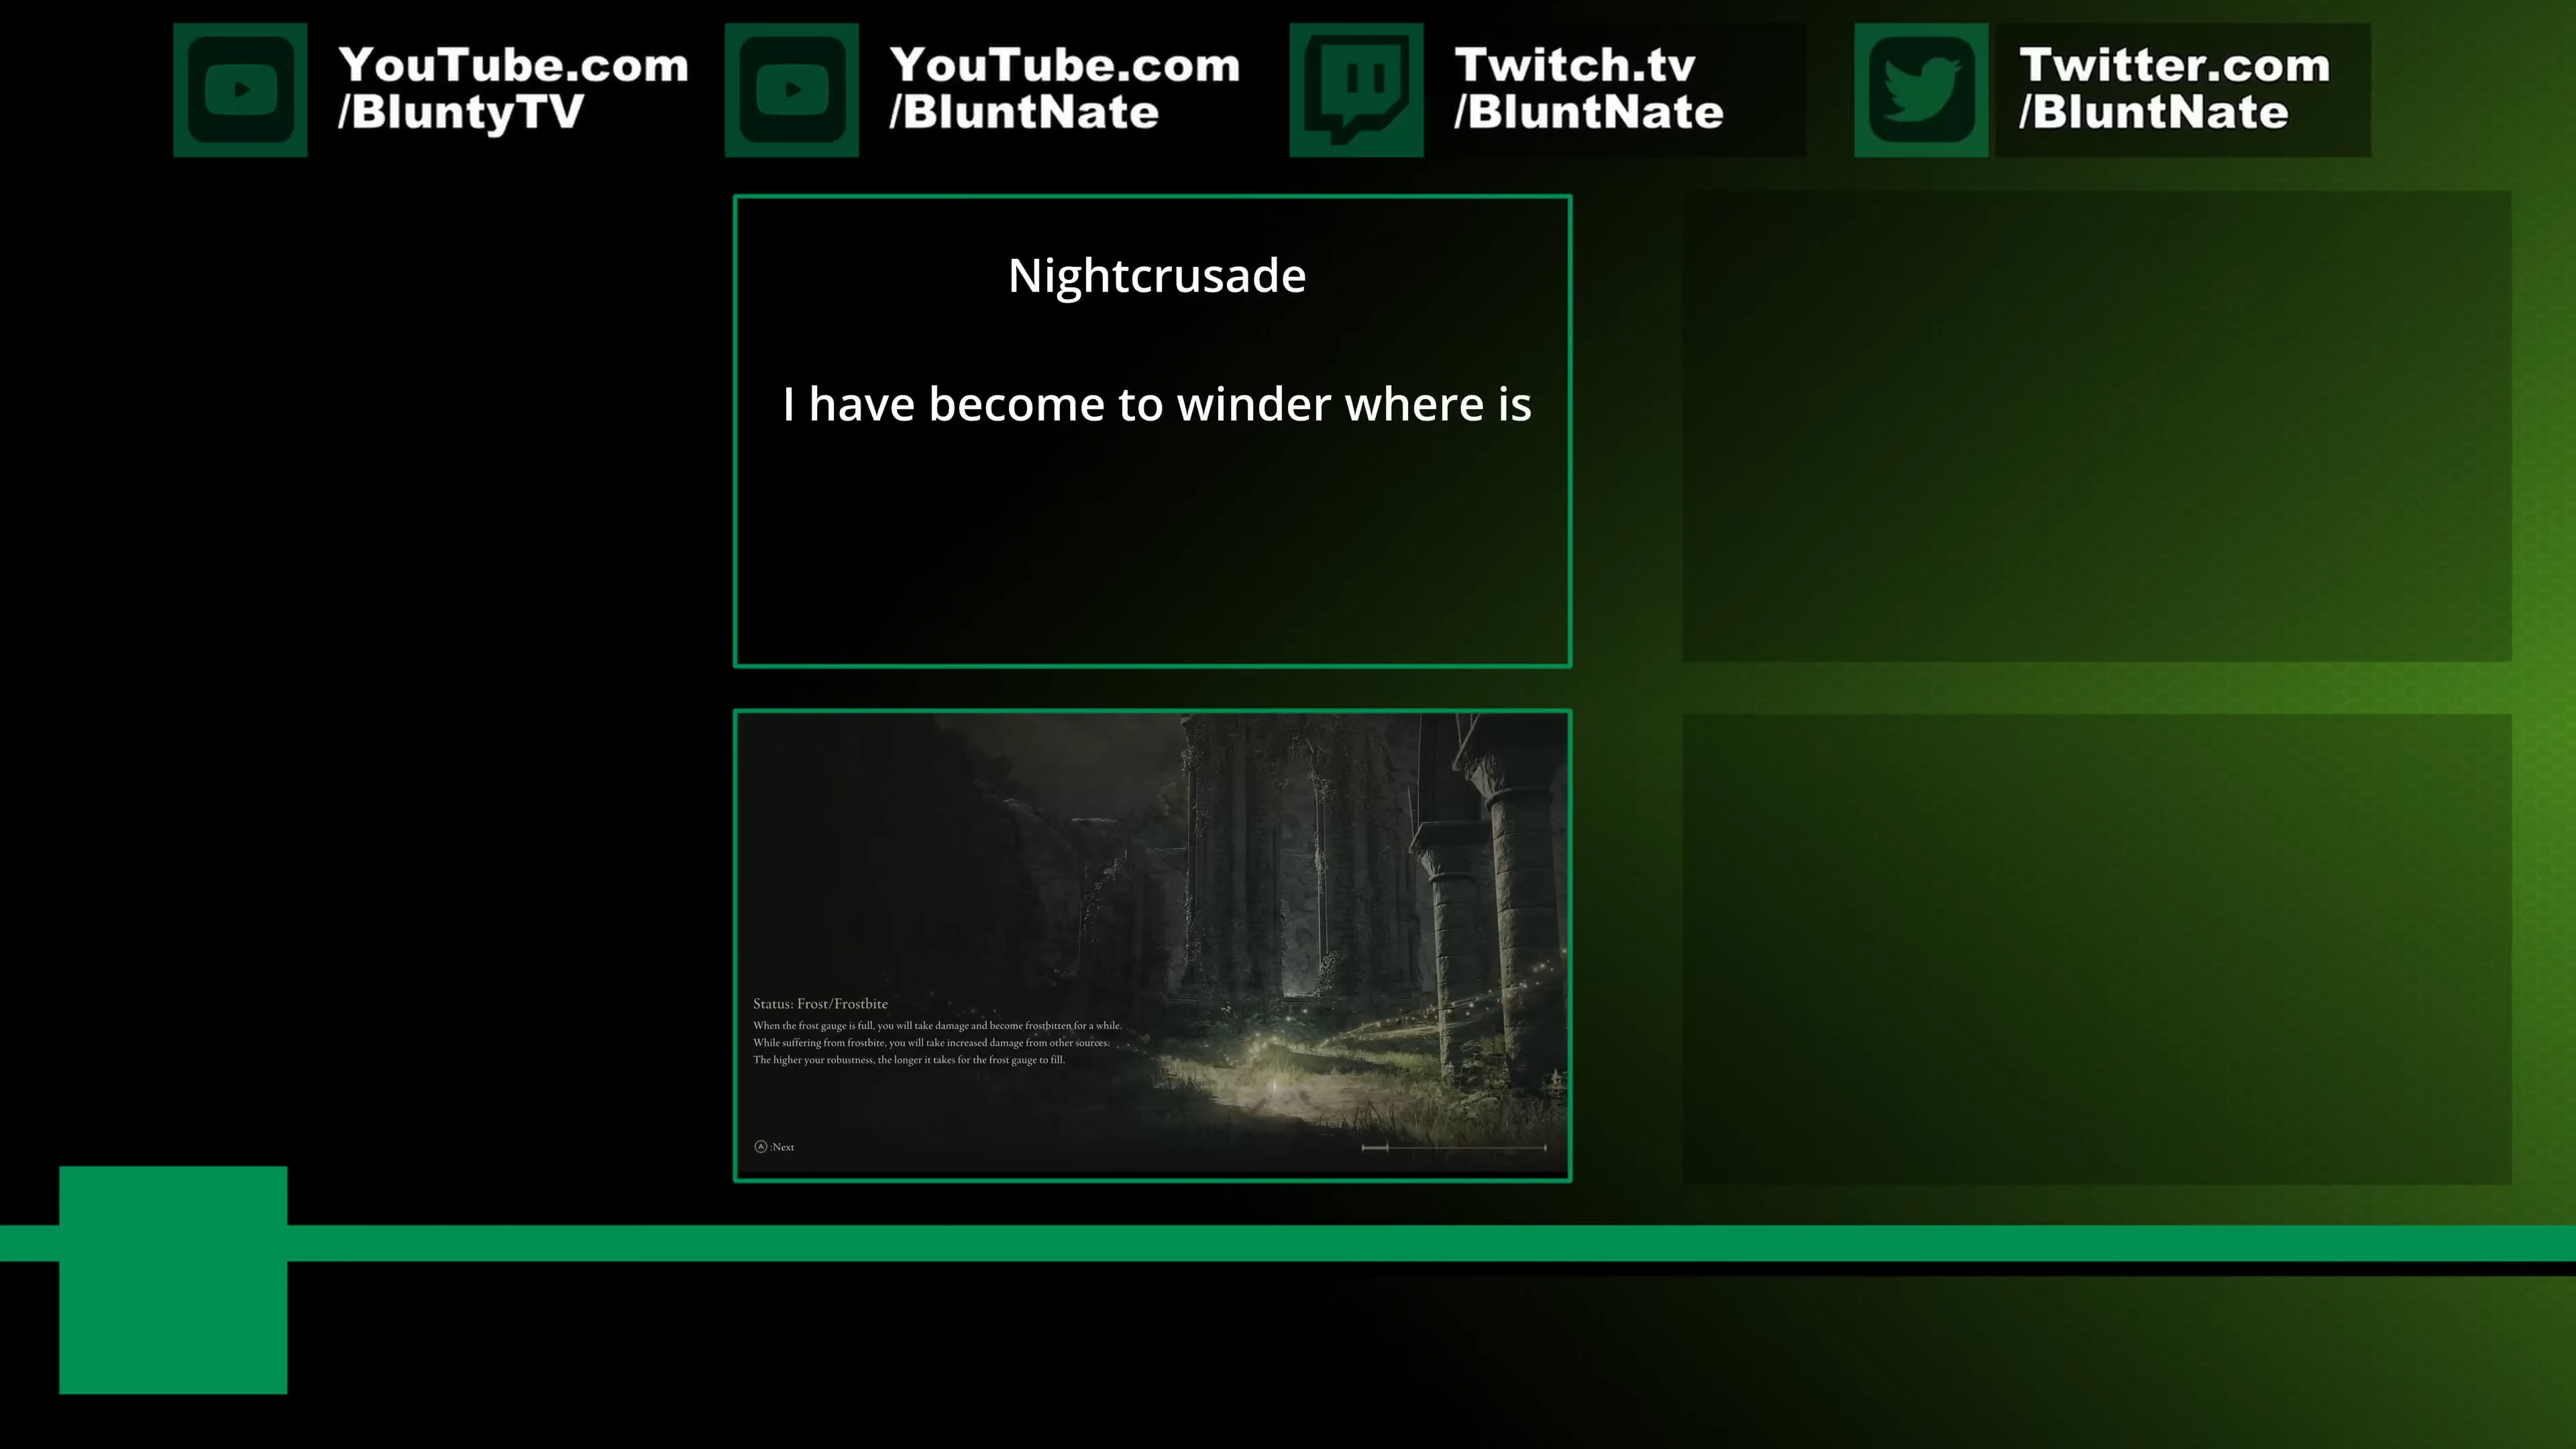 YouTube.com
/BluntyTV
YouTube.com
/BluntNate
Twitch.tv
/BluntNate
Twitter.com
/BluntNate
Nightcrusade
I have become to winder where is
Status: Frost/Frostbite
When the frost gauge is full, you will take damage and become frostbitten for a while.
While suffering from frostbite, you will take increased damage from other sources.
The higher your robustness, the longer it takes for the frost gauge to fill.
A :Next